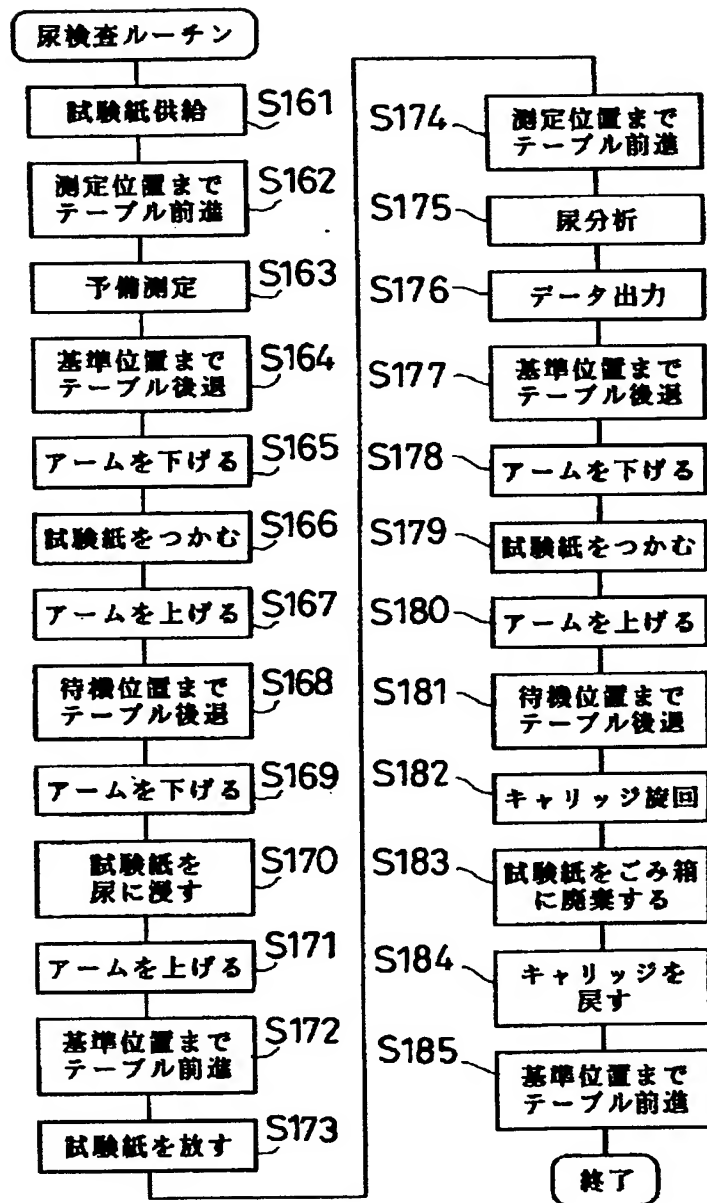 尿検査ルーチン
試験紙供給
S161
測定位置まで
テーブル前進
S162
予備測定
S163
基準位置まで
テーブル後退
S164
アームを下げる
S165
試験紙をつかむ
S166
アームを上げる
S167
待機位置まで
テーブル後退
S168
アームを下げる
S169
試験紙を
尿に浸す
S170
アームを上げる
S171
基準位置まで
テーブル前進
S172
試験紙を放す
S173
S174
測定位置まで
テーブル前進
S175
尿分析
S176
データ出力
S177
基準位置まで
テーブル後退
S178
アームを下げる
S179
試験紙をつかむ
S180
アームを上げる
S181
待機位置まで
テーブル後退
S182
キャリッジ旋回
S183
試験紙をごみ箱
に廃棄する
S184
キャリッジを
戻す
S185
基準位置まで
テーブル前進
終了